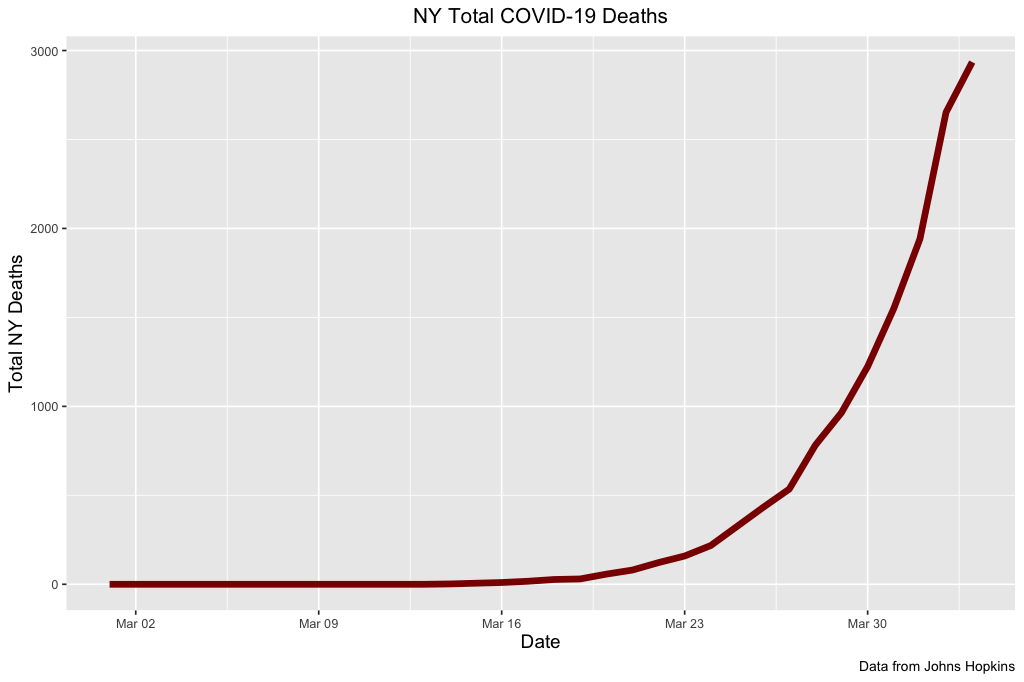 NY Total COVID-19 Deaths
3000
2000
1000
0
Total NY Deaths
Mar 02
Mar 09
Mar 16
Mar 23
Mar 30
Date
Data from Johns Hopkins